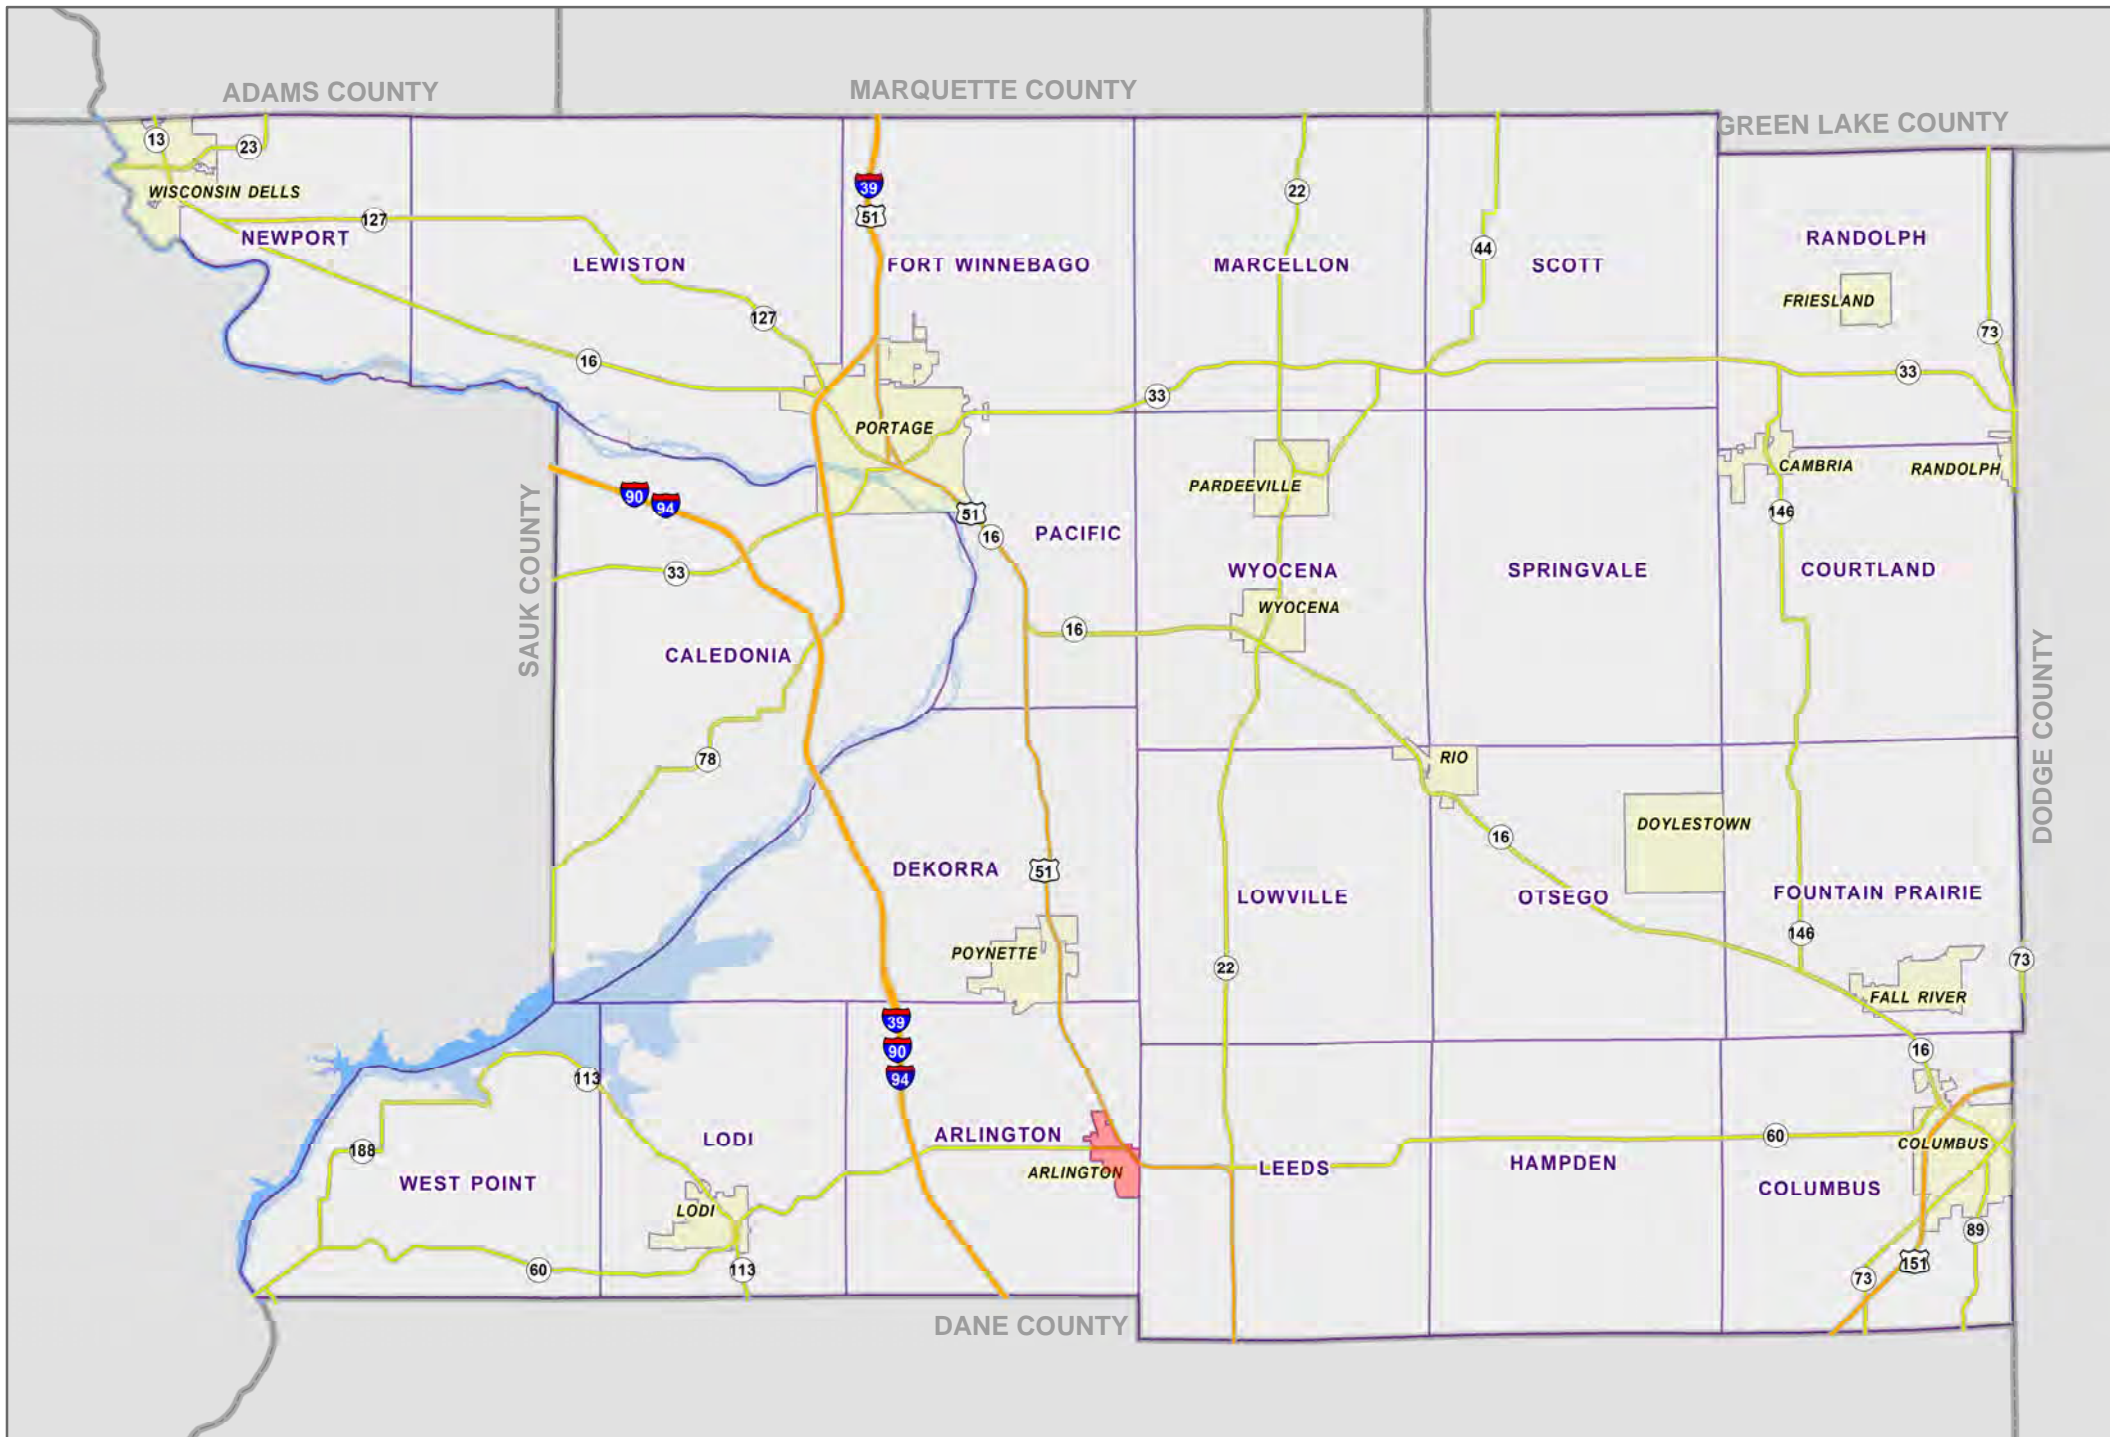 ADAMS COUNTY
MARQUETTE COUNTY
GREEN LAKE COUNTY
13
23
39
51
22
44
WISCONSIN DELLS
127
NEWPORT
LEWISTON
FORT WINNEBAGO
MARCELLON
SCOTT
RANDOLPH
FRIESLAND
127
73
16
33
33
PORTAGE
CAMBRIA
RANDOLPH
PARDEEVILLE
90
94
51
146
16
PACIFIC
SAUK COUNTY
33
WYOCENA
SPRINGVALE
COURTLAND
WYOCENA
16
CALEDONIA
DODGE COUNTY
78
RIO
DOYLESTOWN
16
DEKORRA
51
LOWVILLE
OTSEGO
FOUNTAIN PRAIRIE
146
POYNETTE
22
73
FALL RIVER
39
90
94
16
113
188
LODI
ARLINGTON
60
COLUMBUS
ARLINGTON
LEEDS
HAMPDEN
WEST POINT
COLUMBUS
LODI
89
60
113
151
73
DANE COUNTY